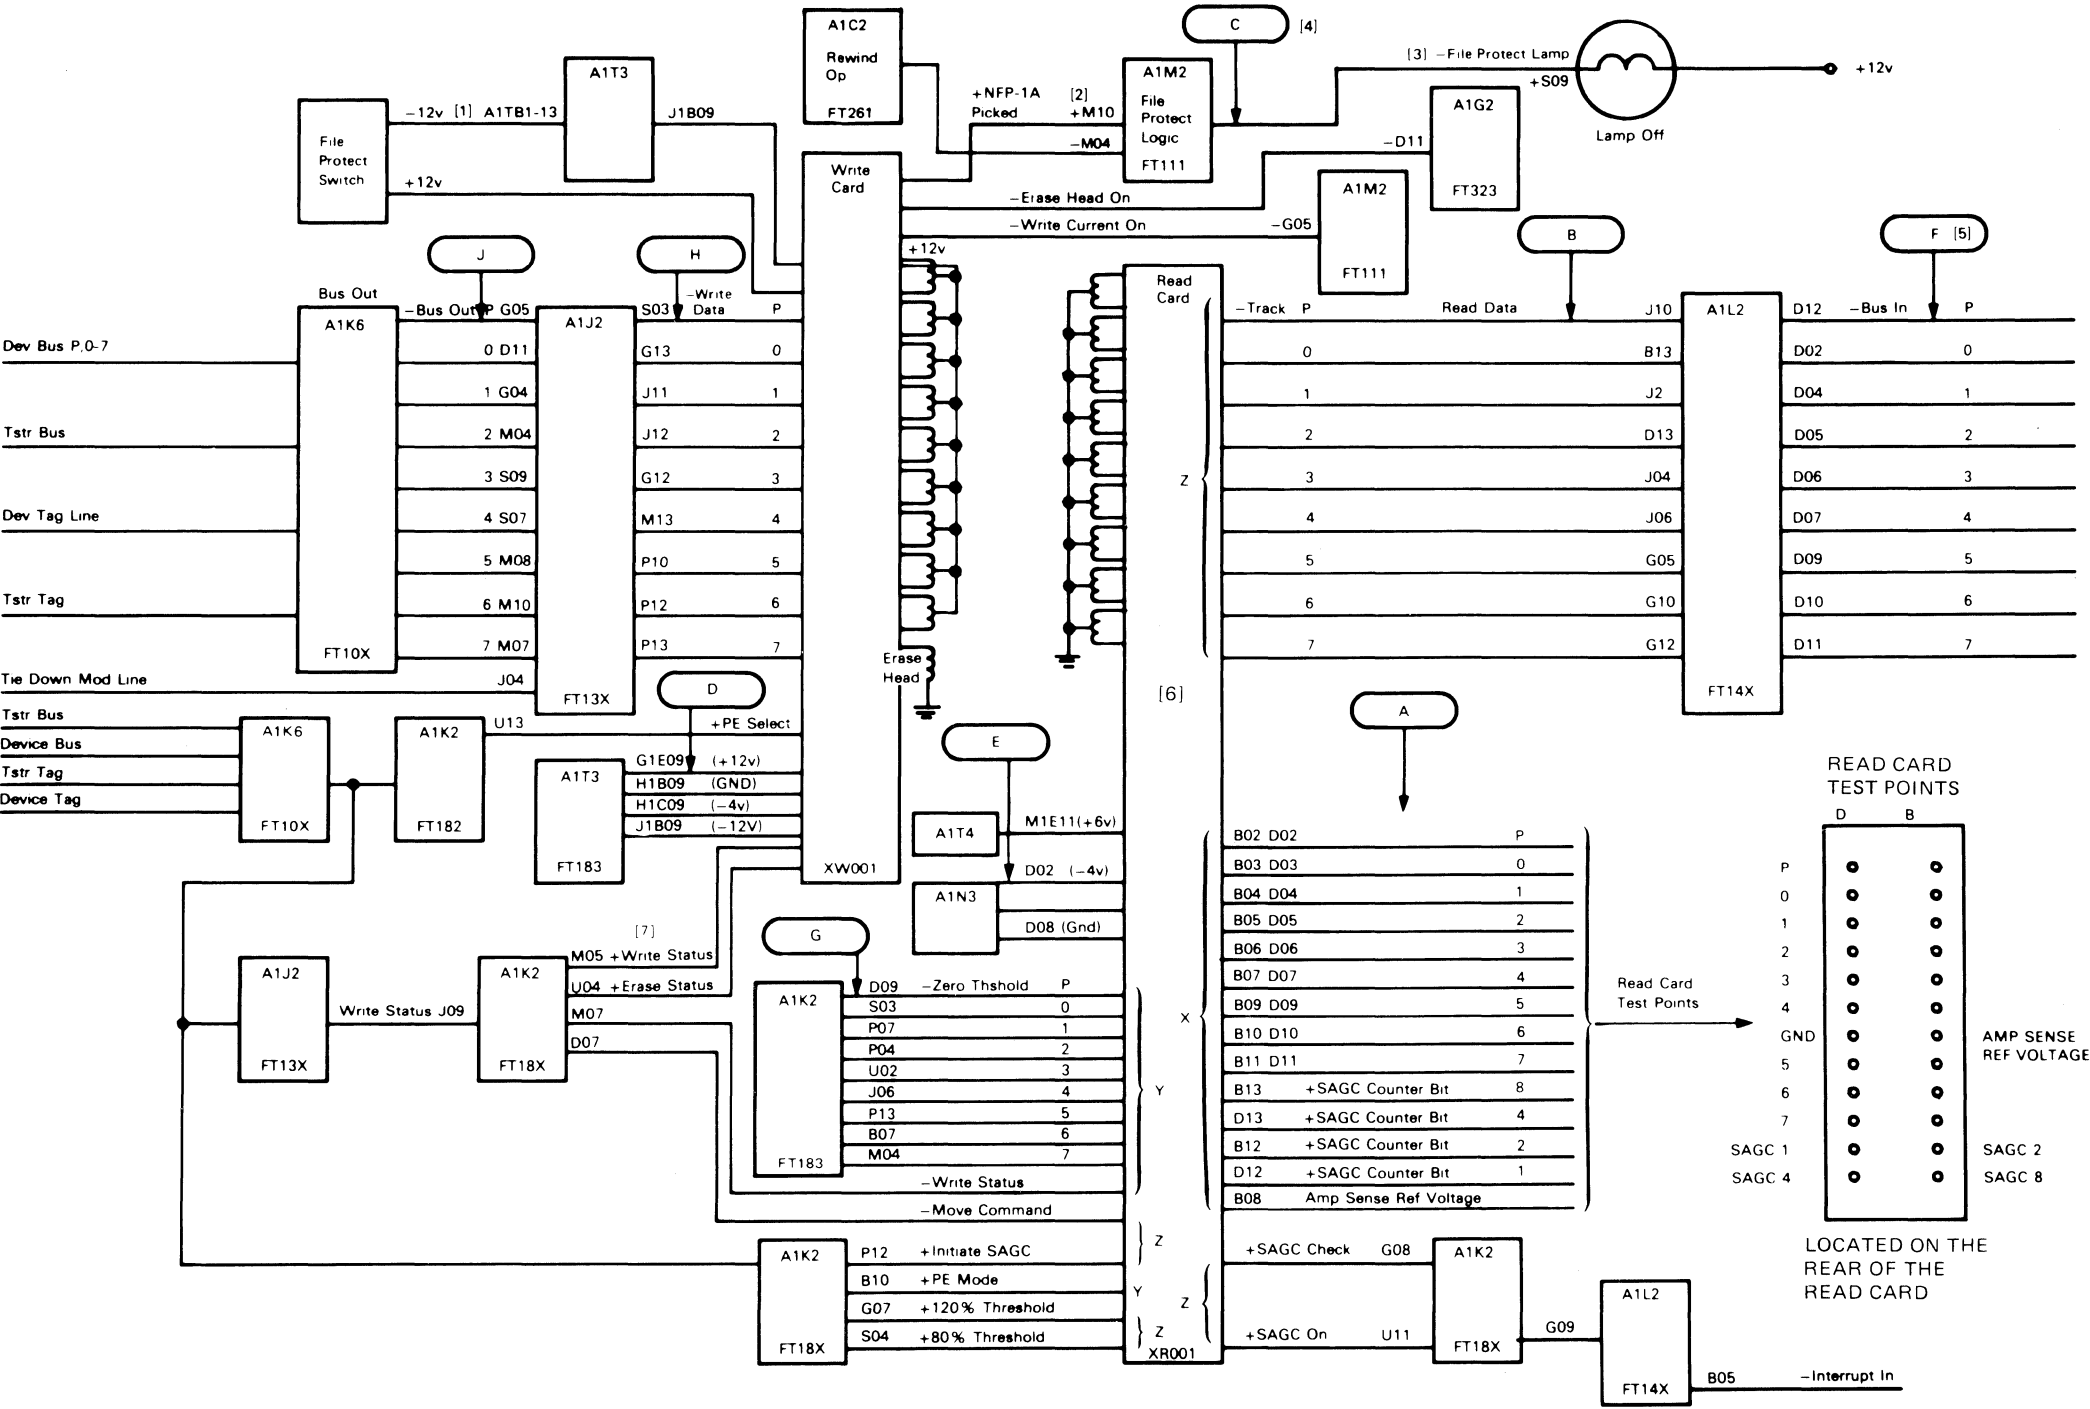 A1C2
Rewind
Op
FT261
C [4]
[3] −File Protect Lamp
+S09
+12v
Lamp Off
A1T3
−12v [1] A1TB1-13
J1B09
File
Protect
Switch
+12v
+NFP-1A [2]
Picked +M10
−M04
A1M2
File
Protect
Logic
FT111
A1G2
−D11
FT323
−Erase Head On
A1M2
−Write Current On −G05
FT111
Write
Card
+12v
J
H
B
F [5]
Bus Out
A1K6
−Bus Out P G05
A1J2
S03 −Write Data P
Read
Card
−Track P Read Data J10
A1L2
D12 −Bus In P
Dev Bus P,0-7
0 D11 G13 0
0 B13 D02 0
1 G04 J11 1
1 J2 D04 1
Tstr Bus
2 M04 J12 2
2 D13 D05 2
3 S09 G12 3
Z
3 J04 D06 3
Dev Tag Line
4 S07 M13 4
4 J06 D07 4
5 M08 P10 5
5 G05 D09 5
Tstr Tag
6 M10 P12 6
6 G10 D10 6
FT10X
7 M07 P13 7
7 G12 D11 7
Erase
Head
Tie Down Mod Line J04
FT13X
FT14X
D
[6]
A
Tstr Bus
Device Bus
Tstr Tag
Device Tag
A1K6
FT10X
A1K2
FT182
U13 +PE Select
A1T3
FT183
G1E09 (+12v)
H1B09 (GND)
H1C09 (−4v)
J1B09 (−12V)
XW001
E
A1T4 M1E11(+6v)
D02 (−4v)
A1N3
D08 (Gnd)
G
[7]
A1J2
FT13X
Write Status J09
A1K2
FT18X
M05 +Write Status
U04 +Erase Status
M07
D07
A1K2
FT183
D09 −Zero Thshold P
S03 0
P07 1
P04 2
U02 3
J06 4
P13 5
B07 6
M04 7
Y
−Write Status
−Move Command
A1K2
FT18X
P12 +Initiate SAGC
B10 +PE Mode
G07 +120% Threshold
S04 +80% Threshold
Z
Y
Z
XR001
X
B02 D02 P
B03 D03 0
B04 D04 1
B05 D05 2
B06 D06 3
B07 D07 4
B09 D09 5
B10 D10 6
B11 D11 7
B13 +SAGC Counter Bit 8
D13 +SAGC Counter Bit 4
B12 +SAGC Counter Bit 2
D12 +SAGC Counter Bit 1
B08 Amp Sense Ref Voltage
Read Card
Test Points
Z
+SAGC Check G08
+SAGC On U11
A1K2
FT18X
G09
A1L2
FT14X
B05 −Interrupt In
READ CARD
TEST POINTS
D B
P
0
1
2
3
4
GND AMP SENSE
REF VOLTAGE
5
6
7
SAGC 1 SAGC 2
SAGC 4 SAGC 8
LOCATED ON THE
REAR OF THE
READ CARD